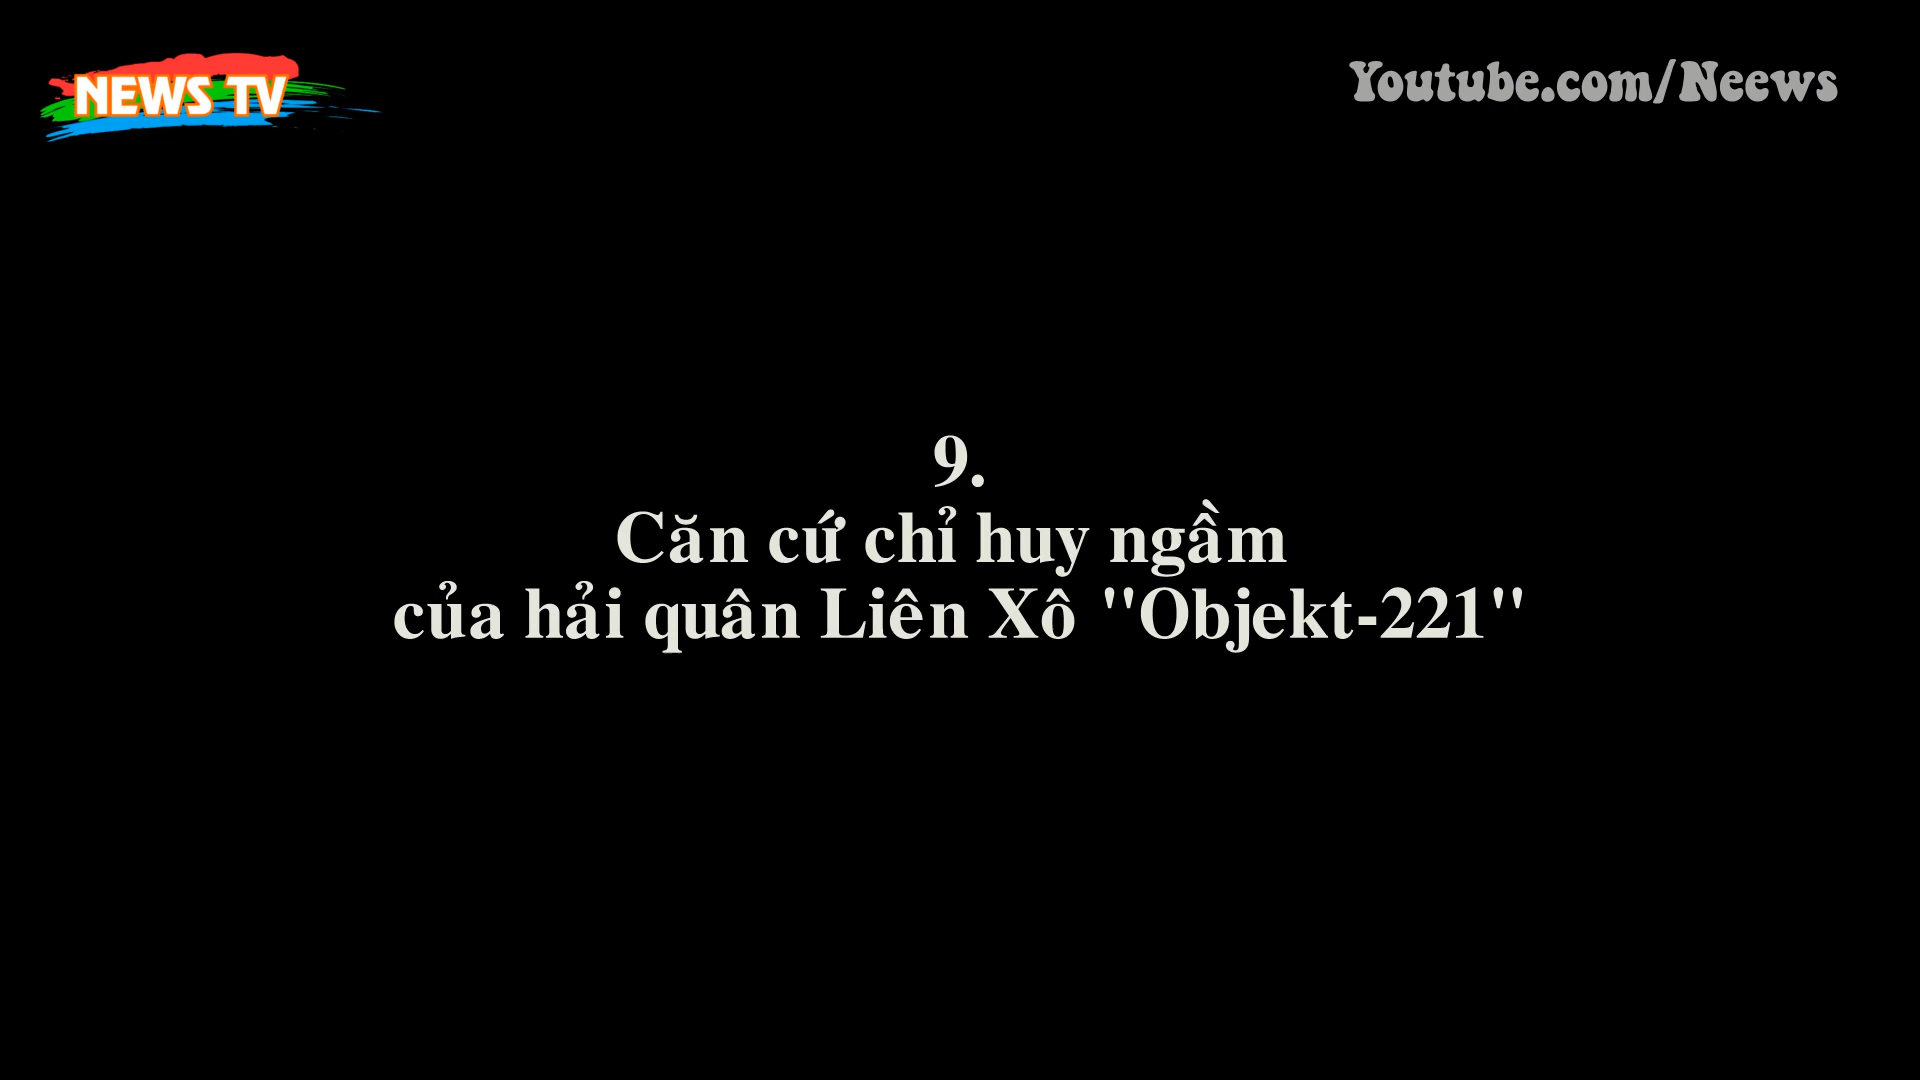 NEWS TV
Youtube.com/Neews
9.
Căn cứ chỉ huy ngầm
của hải quân Liên Xô "Objekt-221"